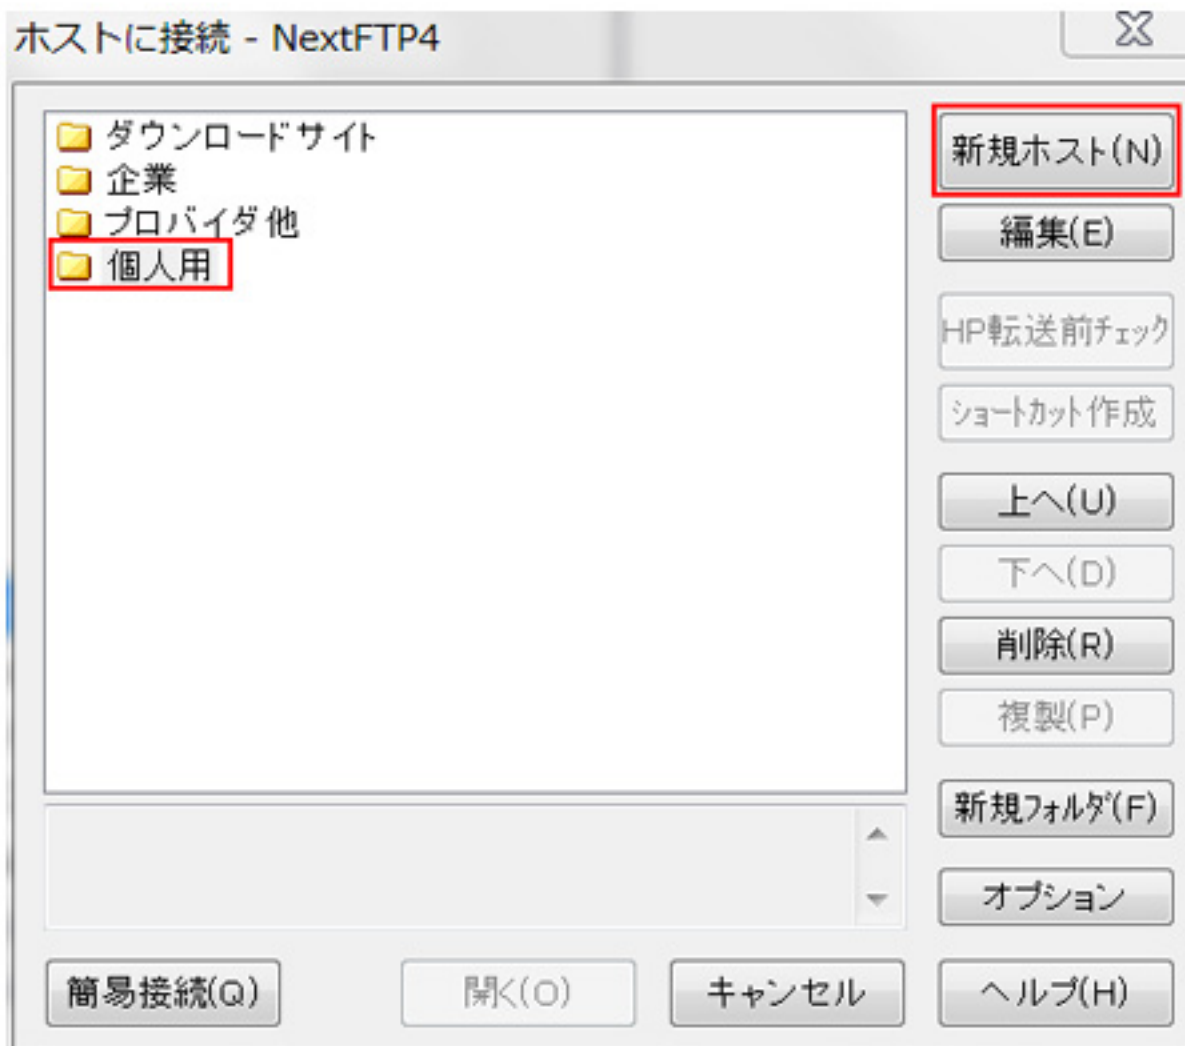 ホストに接続 - NextFTP4
ダウンロードサイト
企業
プロバイダ他
個人用
新規ホスト(N)
編集(E)
HP転送前チェック
ショートカット作成
上へ(U)
下へ(D)
削除(R)
複製(P)
新規フォルダ(F)
オプション
簡易接続(Q)
開く(O)
キャンセル
ヘルプ(H)